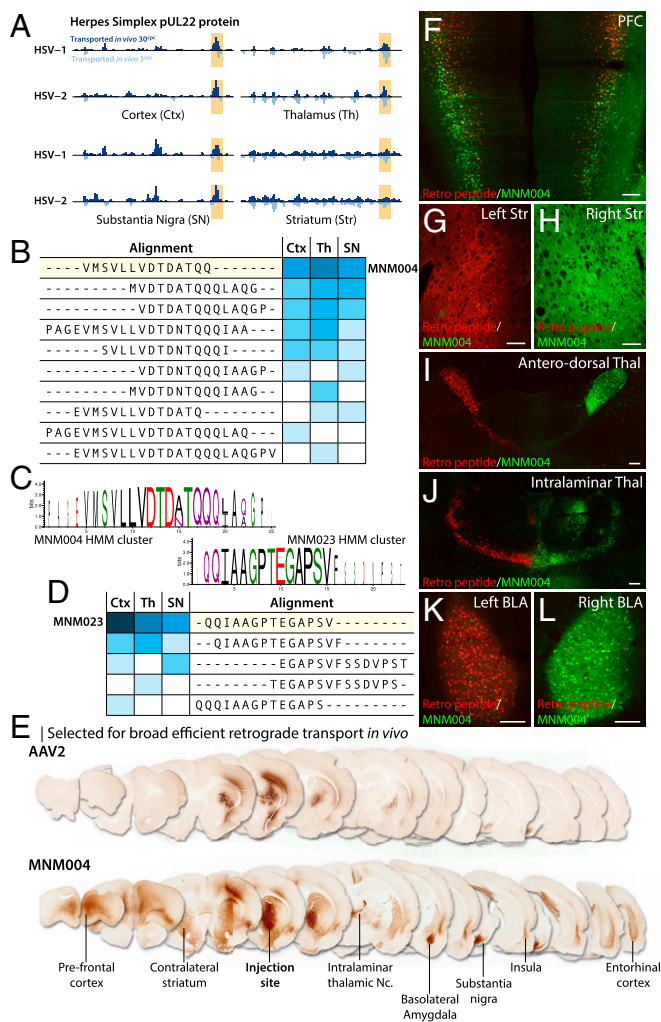 A
Herpes Simplex pUL22 protein
Transported in vivo 30cpc
Transported in vivo 3cpc
HSV−1
HSV−2
Cortex (Ctx)
Thalamus (Th)
HSV−1
HSV−2
Substantia Nigra (SN)
Striatum (Str)
B
Alignment Ctx Th SN
----VMSVLLVDTDATQQ------- MNM004
---------MVDTDATQQQLAQG--
----------VDTDATQQQLAQGP-
PAGEVMSVLLVDTDNTQQQIAA---
------SVLLVDTDNTQQQI-----
----------VDTDNTQQQIAAGP-
---------MVDTDNTQQQIAAG--
---EVMSVLLVDTDATQ--------
PAGEVMSVLLVDTDATQQQLAQ---
---EVMSVLLVDTDATQQQLAQGPV
C
bits
MNM004 HMM cluster
MNM023 HMM cluster
bits
D
Ctx Th SN Alignment
MNM023 -QQIAAGPTEGAPSV--------
--QIAAGPTEGAPSVF-------
---------EGAPSVFSSDVPST
--------TEGAPSVFSSDVPS-
QQQIAAGPTEGAPS---------
E | Selected for broad efficient retrograde transport in vivo
AAV2
MNM004
Pre-frontal cortex
Contralateral striatum
Injection site
Intralaminar thalamic Nc.
Basolateral Amygdala
Substantia nigra
Insula
Entorhinal cortex
F
PFC
Retro peptide/MNM004
G
Left Str
Retro peptide/
MNM004
H
Right Str
Retro peptide/
MNM004
I
Antero-dorsal Thal
Retro peptide/MNM004
J
Intralaminar Thal
Retro peptide/MNM004
K
Left BLA
Retro peptide/
MNM004
L
Right BLA
Retro peptide/
MNM004